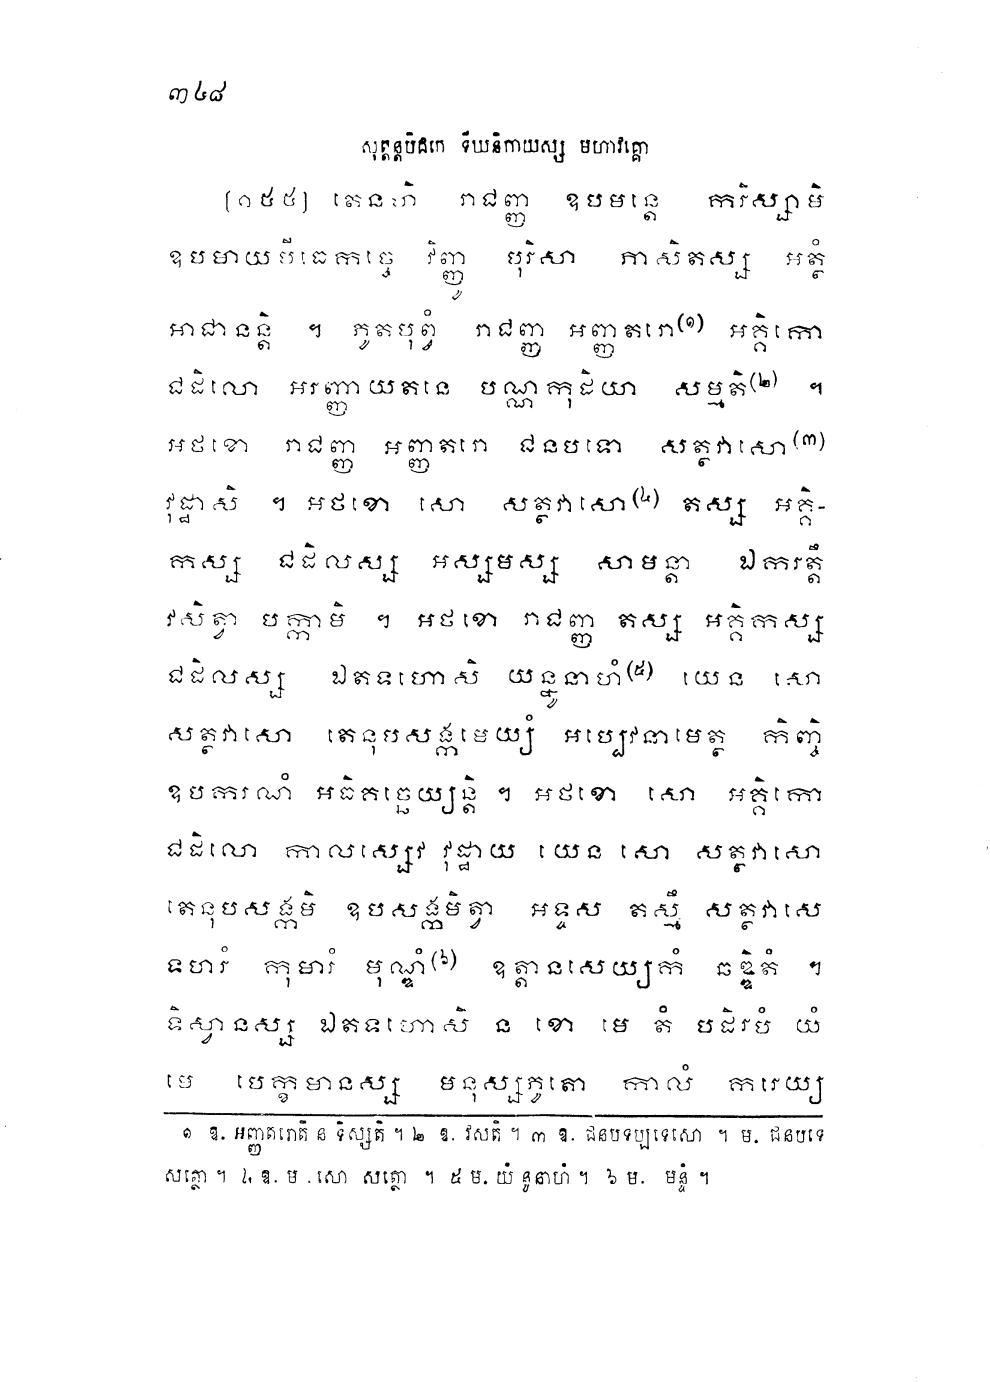 ៣៤៨
សុត្តន្តបិដកេ ទីឃនិកាយស្ស មហាវគ្គោ
[១៥៥] តេនហិ រាជញ្ញ ឧបមន្តេ ករិស្សាមិ
ឧបមាយបីធេកច្ចេ វិញ្ញូ បុរិសា ភាសិតស្ស អត្ថំ
អាជានន្តិ ។ ភូតបុព្វំ រាជញ្ញ អញ្ញតរោ(១) អគ្គិកោ
ជដិលោ អរញ្ញាយតនេ បណ្ណកុដិយា សម្មតិ(២) ។
អថខោ រាជញ្ញ អញ្ញតរោ ជនបទោ សត្ថវាសោ(៣)
វុដ្ឋាសិ ។ អថខោ សោ សត្ថវាសោ(៤) តស្ស អគ្គិ-
កស្ស ជដិលស្ស អស្សមស្ស សាមន្តា ឯករត្តឹ
វសិត្វា បក្កាមិ ។ អថខោ រាជញ្ញ តស្ស អគ្គិកស្ស
ជដិលស្ស ឯតទហោសិ យន្នូនាហំ(៥) យេន សោ
សត្ថវាសោ តេនុបសង្កមេយ្យំ អប្បេវនាមេត្ថ កិញ្ចិ
ឧបករណំ អធិគច្ឆេយ្យន្តិ ។ អថខោ សោ អគ្គិកោ
ជដិលោ កាលស្សេវ វុដ្ឋាយ យេន សោ សត្ថវាសោ
តេនុបសង្កមិ ឧបសង្កមិត្វា អទ្ទស តស្មឹ សត្ថវាសេ
ទហរំ កុមារំ មុណ្ឌំ(៦) ឧត្តានសេយ្យកំ ឆឌ្ឌិតំ ។
ទិស្វានស្ស ឯតទហោសិ ន ខោ មេ តំ បដិរូបំ យំ
មេ បេក្ខមានស្ស មនុស្សភូតោ កាលំ ករេយ្យ
១ ឱ. អញ្ញតរោតិ ន ទិស្សតិ ។ ២ ឱ. វសតិ ។ ៣ ឱ. ជនបទប្បទេសោ ។ ម. ជនបទេ
សត្ថោ ។ ៤ ឱ. ម. សោ សត្ថោ ។ ៥ ម. យំ នូនាហំ ។ ៦ ម. មន្ទំ ។